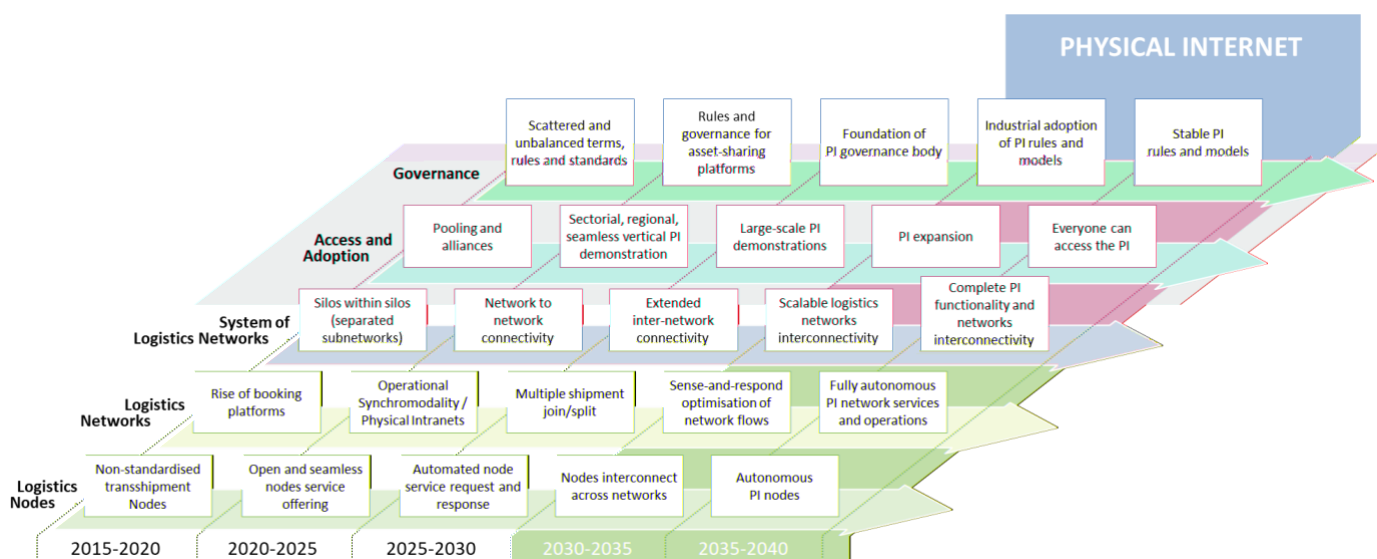 PHYSICAL INTERNET
Governance
Scattered and
unbalanced terms,
rules and standards
Rules and
governance for
asset-sharing
platforms
Foundation of
PI governance body
Industrial adoption
of PI rules and
models
Stable PI
rules and models
Access and
Adoption
Pooling and
alliances
Sectorial, regional,
seamless vertical PI
demonstration
Large-scale PI
demonstrations
PI expansion
Everyone can
access the PI
System of
Logistics Networks
Silos within silos
(separated
subnetworks)
Network to
network
connectivity
Extended
inter-network
connectivity
Scalable logistics
networks
interconnectivity
Complete PI
functionality and
networks
interconnectivity
Logistics
Networks
Rise of booking
platforms
Operational
Synchromodality /
Physical Intranets
Multiple shipment
join/split
Sense-and-respond
optimisation of
network flows
Fully autonomous
PI network services
and operations
Logistics
Nodes
Non-standardised
transshipment
Nodes
Open and seamless
nodes service
offering
Automated node
service request and
response
Nodes interconnect
across networks
Autonomous
PI nodes
2015-2020
2020-2025
2025-2030
2030-2035
2035-2040